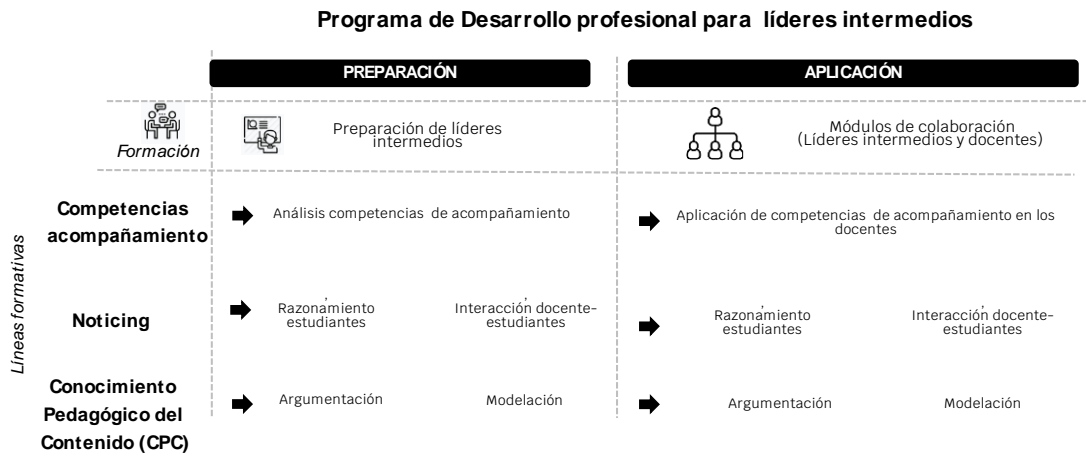 Programa de Desarrollo profesional para líderes intermedios
PREPARACIÓN
APLICACIÓN
Formación
Preparación de líderes
intermedios
Módulos de colaboración
(Líderes intermedios y docentes)
Líneas formativas
Competencias
acompañamiento
Análisis competencias de acompañamiento
Aplicación de competencias de acompañamiento en los
docentes
Noticing
Razonamiento
estudiantes
Interacción docente-
estudiantes
Razonamiento
estudiantes
Interacción docente-
estudiantes
Conocimiento
Pedagógico del
Contenido (CPC)
Argumentación
Modelación
Argumentación
Modelación